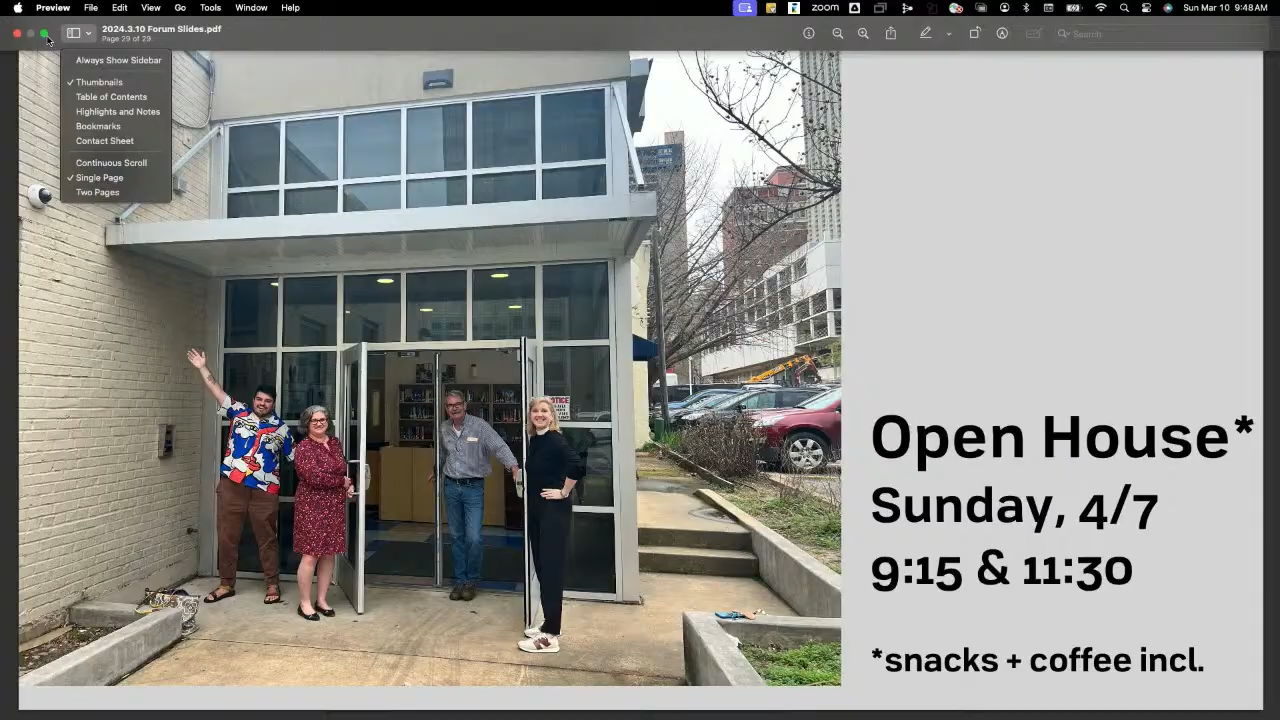 Preview File Edit View Go Tools Window Help
zoom
Sun Mar 10 9:48 AM
2024.3.10 Forum Slides.pdf
Page 29 of 29
Search
Always Show Sidebar
Thumbnails
Table of Contents
Highlights and Notes
Bookmarks
Contact Sheet
Continuous Scroll
Single Page
Two Pages
NOTICE
Open House*
Sunday, 4/7
9:15 & 11:30
*snacks + coffee incl.